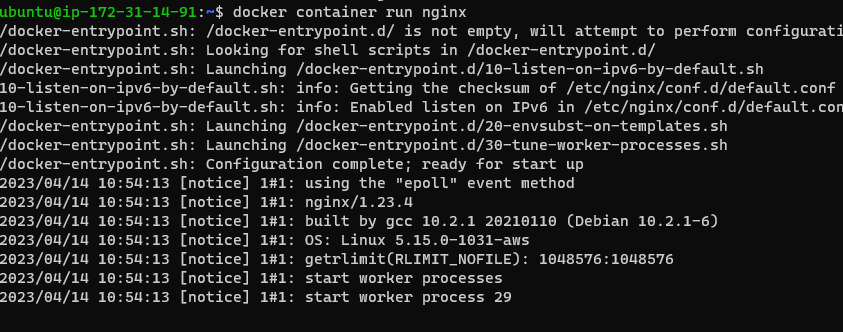 ubuntu@ip-172-31-14-91:~$ docker container run nginx
/docker-entrypoint.sh: /docker-entrypoint.d/ is not empty, will attempt to perform configurati
/docker-entrypoint.sh: Looking for shell scripts in /docker-entrypoint.d/
/docker-entrypoint.sh: Launching /docker-entrypoint.d/10-listen-on-ipv6-by-default.sh
10-listen-on-ipv6-by-default.sh: info: Getting the checksum of /etc/nginx/conf.d/default.conf
10-listen-on-ipv6-by-default.sh: info: Enabled listen on IPv6 in /etc/nginx/conf.d/default.con
/docker-entrypoint.sh: Launching /docker-entrypoint.d/20-envsubst-on-templates.sh
/docker-entrypoint.sh: Launching /docker-entrypoint.d/30-tune-worker-processes.sh
/docker-entrypoint.sh: Configuration complete; ready for start up
2023/04/14 10:54:13 [notice] 1#1: using the "epoll" event method
2023/04/14 10:54:13 [notice] 1#1: nginx/1.23.4
2023/04/14 10:54:13 [notice] 1#1: built by gcc 10.2.1 20210110 (Debian 10.2.1-6)
2023/04/14 10:54:13 [notice] 1#1: OS: Linux 5.15.0-1031-aws
2023/04/14 10:54:13 [notice] 1#1: getrlimit(RLIMIT_NOFILE): 1048576:1048576
2023/04/14 10:54:13 [notice] 1#1: start worker processes
2023/04/14 10:54:13 [notice] 1#1: start worker process 29